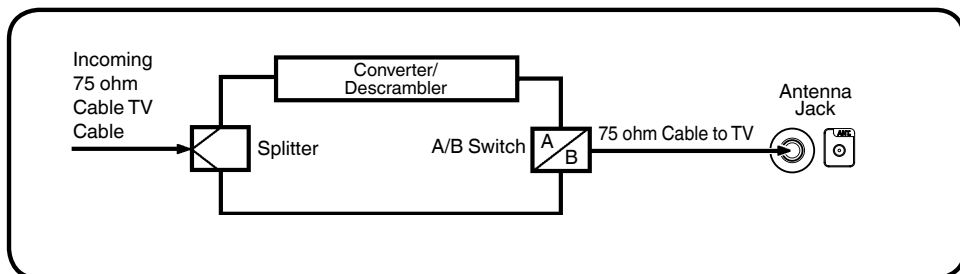 Incoming
75 ohm
Cable TV
Cable
Converter/
Descrambler
Splitter
A/B Switch
A
B
75 ohm Cable to TV
Antenna
Jack
ANT.